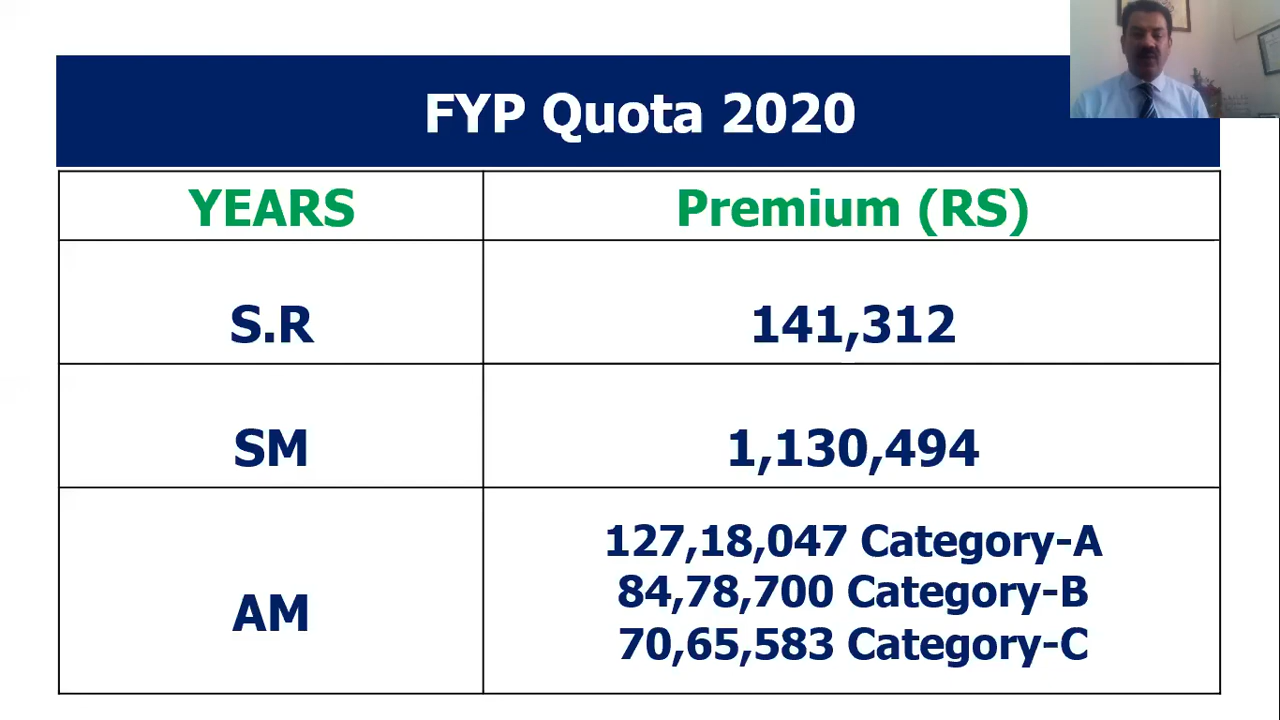 FYP Quota 2020
YEARS Premium (RS)
S.R 141,312
SM 1,130,494
127,18,047 Category-A
84,78,700 Category-B
AM
70,65,583 Category-C